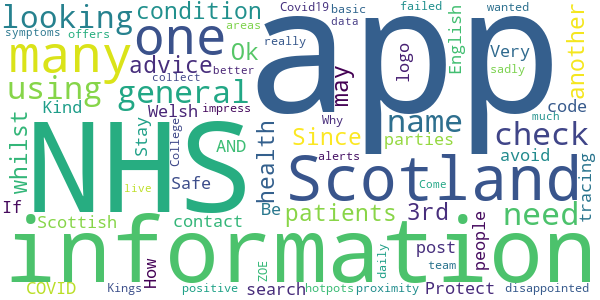 looking
many
using
Whilst
If
symptoms
offers
Kind
Welsh
Stay
Scottish
COVID
condition
one
advice
general
collect
College
impress
AND
Safe
live
contact
Kings
positive
How
areas
Covid19
basic
data
really
better
Ok
health
Be
ZOE
search
hotpots
app
NHS
Scotland
information
failed
wanted
English
logo
may
Why
Since
alerts
patients
3rd
parties
name
Very
sadly
another
code
check
much
avoid
Come
need
tracing
people
post
team
daily
proximity
Protect
disappointed